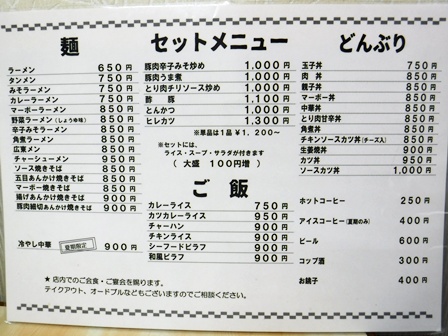 麺
ラーメン 650円
タンメン 750円
みそラーメン 750円
カレーラーメン 750円
マーボーラーメン 850円
野菜ラーメン(しょうゆ味) 850円
辛子みそラーメン 850円
角煮ラーメン 850円
広東メン 850円
チャーシューメン 950円
ソース焼きそば 850円
五目あんかけ焼きそば 850円
マーボー焼きそば 850円
揚げあんかけ焼きそば 900円
豚肉細切あんかけ焼きそば 900円
冷やし中華 夏期限定 900円
セットメニュー
豚肉辛子みそ炒め 1,000円
豚肉うま煮 1,000円
とり肉チリソース炒め 1,000円
酢豚 1,100円
とんかつ 1,000円
ヒレカツ 1,300円
※単品は1品 ¥1,200~
※セットには、
ライス・スープ・サラダが付きます
( 大盛 100円増 )
ご飯
カレーライス 750円
カツカレーライス 950円
チャーハン 900円
チキンライス 900円
シーフードピラフ 900円
和風ピラフ 900円
どんぶり
玉子丼 750円
肉丼 850円
親子丼 850円
マーボー丼 850円
中華丼 850円
とり肉甘辛丼 850円
角煮丼 850円
チキンソースカツ丼(チーズ入) 850円
生姜焼丼 900円
カツ丼 950円
ソースカツ丼 1,000円
ホットコーヒー 250円
アイスコーヒー(夏期のみ) 400円
ビール 600円
コップ酒 300円
お銚子 400円
★ 店内でのご会食・ご宴会を賜ります。
テイクアウト、オードブルなどもございますのでご相談ください。